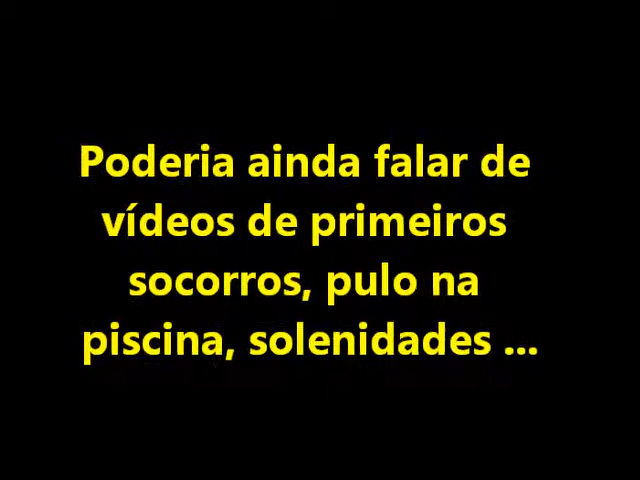 Poderia ainda falar de
vídeos de primeiros
socorros, pulo na
piscina, solenidades ...